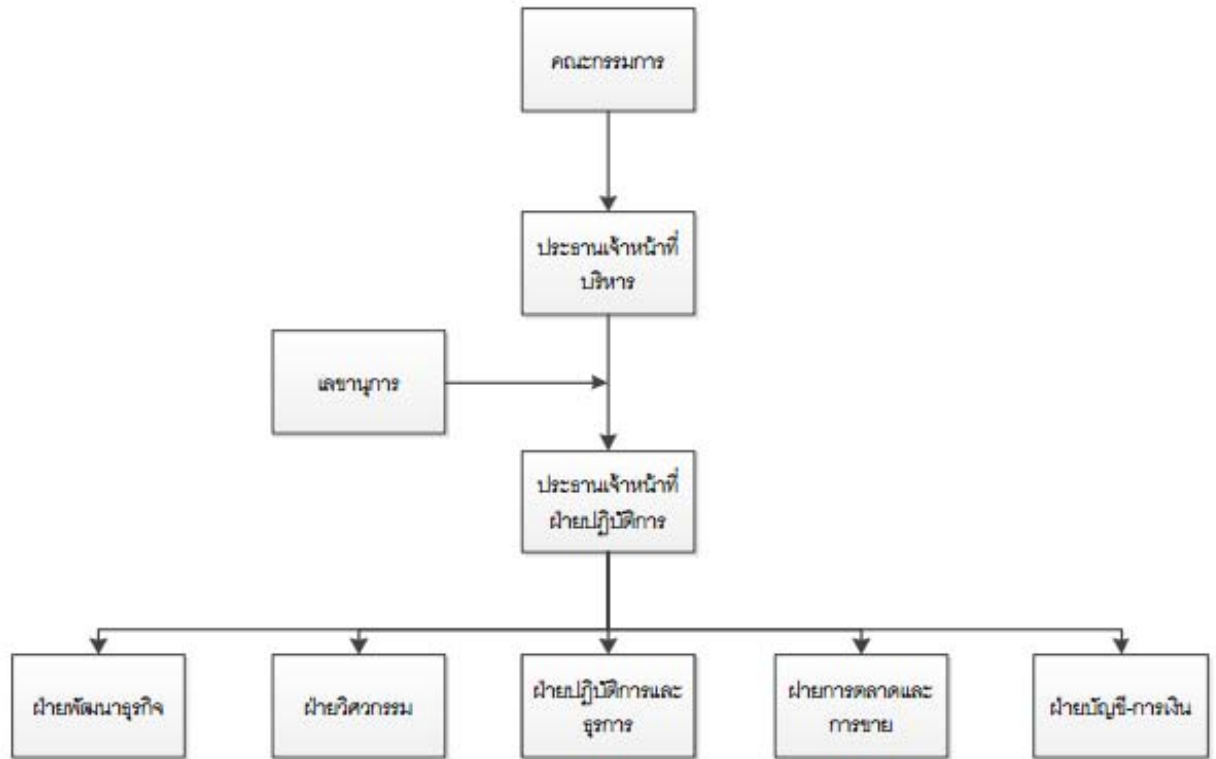 คณะกรรมการ
ประธานเจ้าหน้าที่
บริหาร
เลขานุการ
ประธานเจ้าหน้าที่
ฝ่ายปฏิบัติการ
ฝ่ายพัฒนาธุรกิจ
ฝ่ายวิศวกรรม
ฝ่ายปฏิบัติการและ
ธุรการ
ฝายการตลาดและ
การขาย
ฝ่ายบัญชี-การเงิน